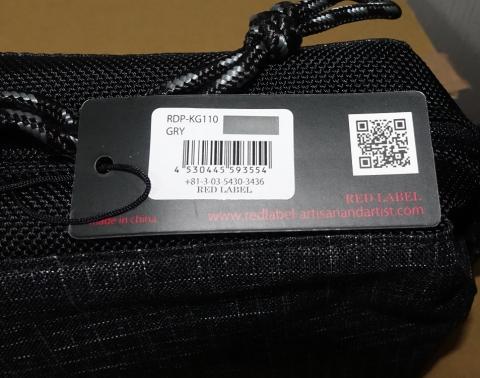 RDP-KG110
GRY
4 530445 593554
+81-3-03-5430-3436
RED LABEL
RED LABEL
made in china
www.redlabel-artisanandartist.com